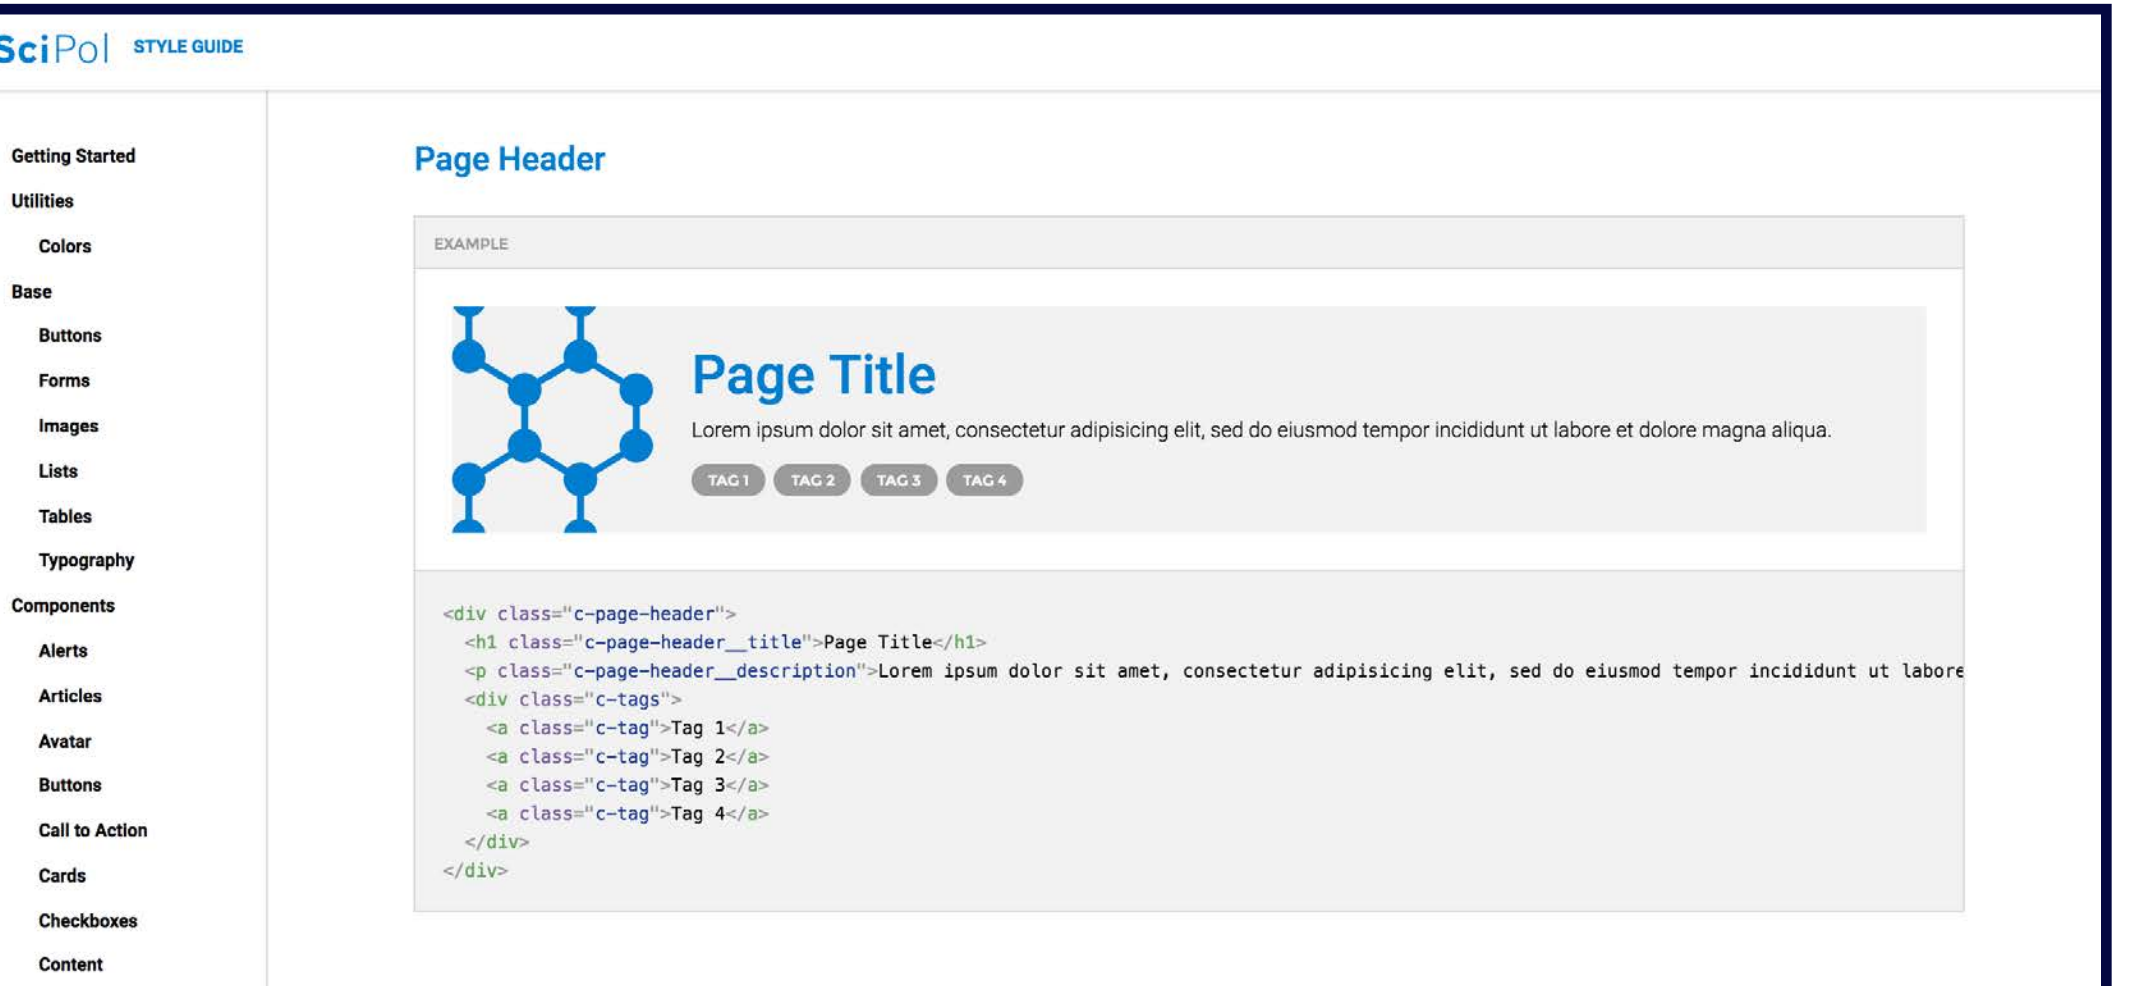 SciPol STYLE GUIDE
Getting Started
Utilities
Colors
Base
Buttons
Forms
Images
Lists
Tables
Typography
Components
Alerts
Articles
Avatar
Buttons
Call to Action
Cards
Checkboxes
Content
Page Header
EXAMPLE
Page Title
Lorem ipsum dolor sit amet, consectetur adipisicing elit, sed do eiusmod tempor incididunt ut labore et dolore magna aliqua.
TAG 1 TAG 2 TAG 3 TAG 4
<div class="c-page-header">
<h1 class="c-page-header__title">Page Title</h1>
<p class="c-page-header__description">Lorem ipsum dolor sit amet, consectetur adipisicing elit, sed do eiusmod tempor incididunt ut labore
<div class="c-tags">
<a class="c-tag">Tag 1</a>
<a class="c-tag">Tag 2</a>
<a class="c-tag">Tag 3</a>
<a class="c-tag">Tag 4</a>
</div>
</div>